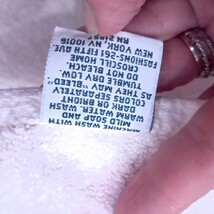 MACHINE WASH WITH
MILD SOAP AND
WARM WATER. WASH
DARK OR BRIGHT
COLORS SEPARATELY
AS THEY MAY "BLEED"
TUMBLE DRY LOW.
DO NOT BLEACH.
CROSCILL HOME
FASHIONS-261 FIFTH AVE.
NEW YORK, NY 10016